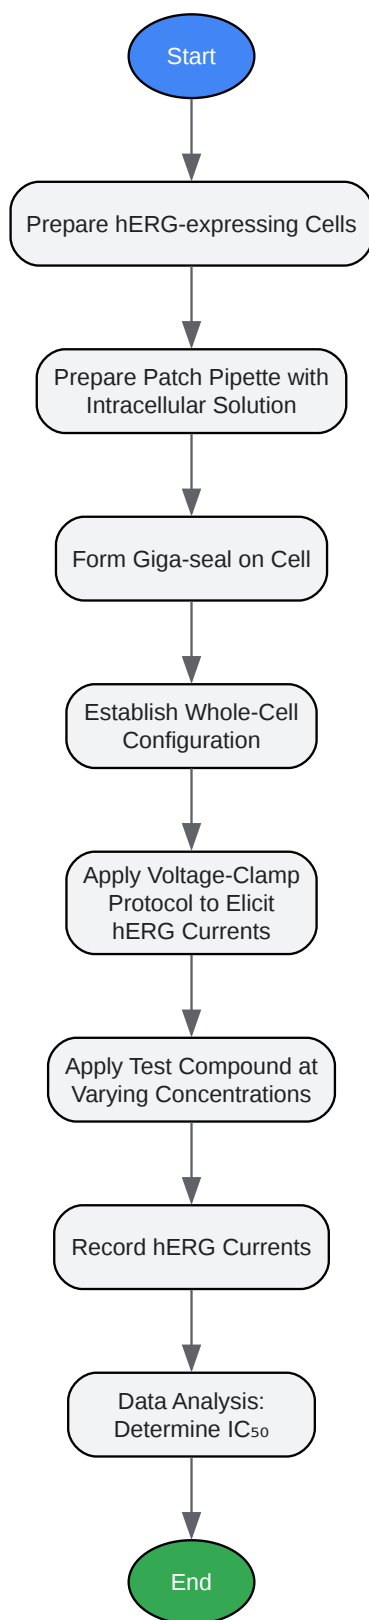 Start
Prepare hERG-expressing Cells
Prepare Patch Pipette with
Intracellular Solution
Form Giga-seal on Cell
Establish Whole-Cell
Configuration
Apply Voltage-Clamp
Protocol to Elicit
hERG Currents
Apply Test Compound at
Varying Concentrations
Record hERG Currents
Data Analysis:
Determine IC₅₀
End